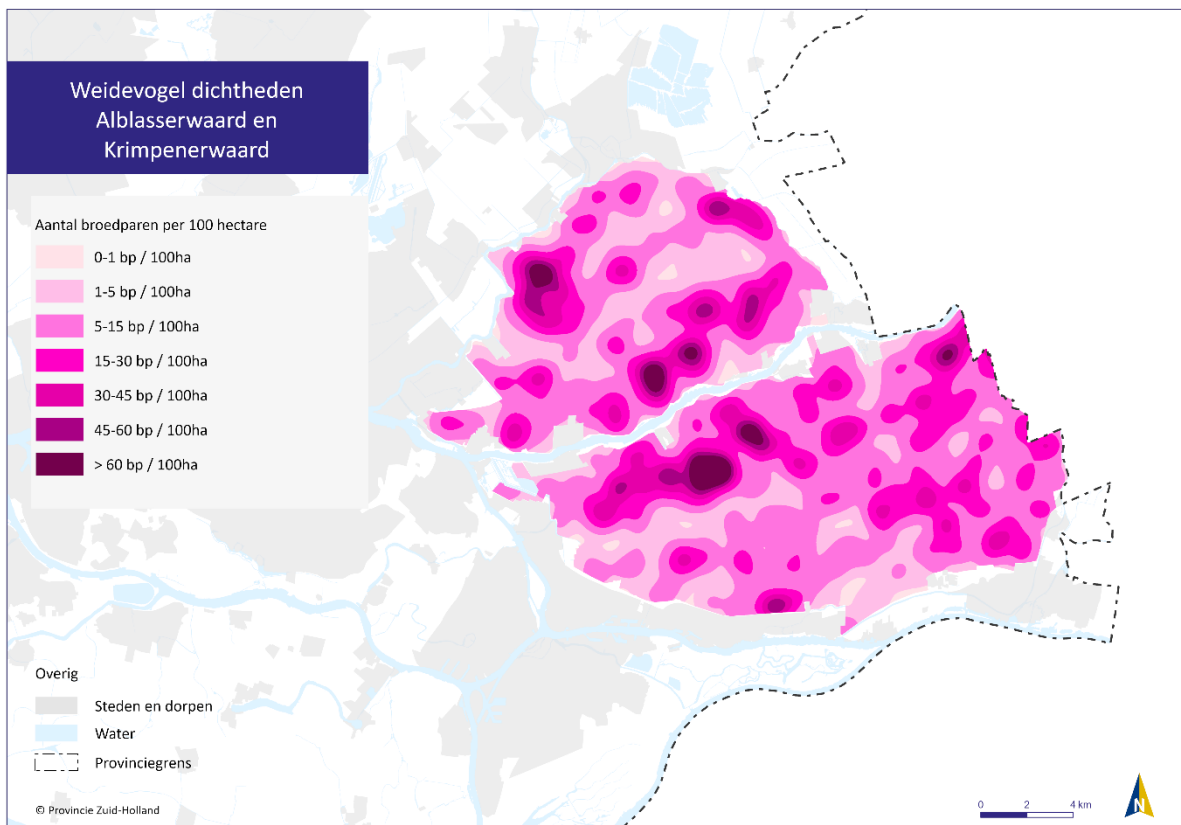 Weidevogel dichtheden
Alblasserwaard en
Krimpenerwaard
Aantal broedparen per 100 hectare
0-1 bp / 100ha
1-5 bp / 100ha
5-15 bp / 100ha
15-30 bp / 100ha
30-45 bp / 100ha
45-60 bp / 100ha
> 60 bp / 100ha
Overig
Steden en dorpen
Water
Provinciegrens
© Provincie Zuid-Holland
0 2 4 km
N